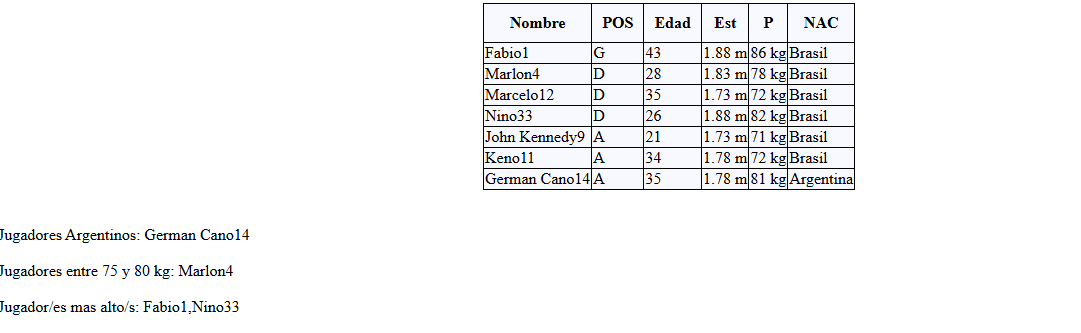 Nombre POS Edad Est P NAC
Fabio1 G 43 1.88 m 86 kg Brasil
Marlon4 D 28 1.83 m 78 kg Brasil
Marcelo12 D 35 1.73 m 72 kg Brasil
Nino33 D 26 1.88 m 82 kg Brasil
John Kennedy9 A 21 1.73 m 71 kg Brasil
Keno11 A 34 1.78 m 72 kg Brasil
German Cano14 A 35 1.78 m 81 kg Argentina
Jugadores Argentinos: German Cano14
Jugadores entre 75 y 80 kg: Marlon4
Jugador/es mas alto/s: Fabio1,Nino33